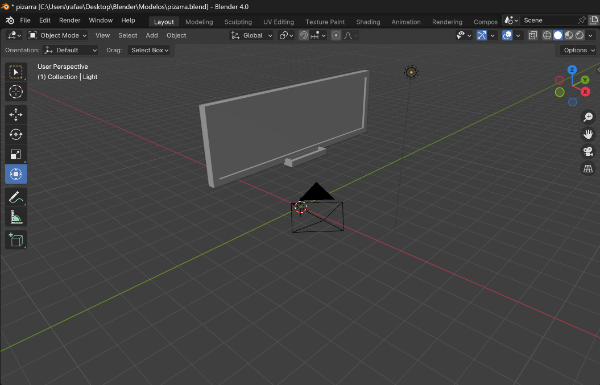 * pizarra [C:\Users\rafae\Desktop\Blender\Modelos\pizarra.blend] - Blender 4.0
File Edit Render Window Help Layout Modeling Sculpting UV Editing Texture Paint Shading Animation Rendering Compos Scene
Object Mode View Select Add Object Global
Orientation: Default Drag: Select Box Options
User Perspective
(1) Collection | Light
Z
Y
X